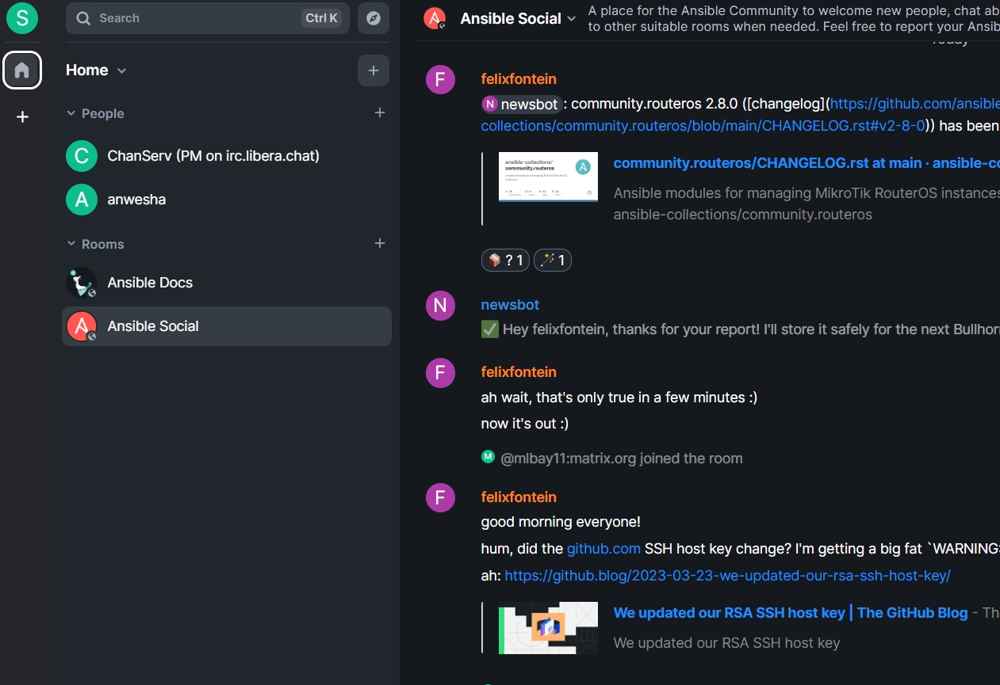 S
Search
Ctrl K
Home
People
C
ChanServ (PM on irc.libera.chat)
A
anwesha
Rooms
Ansible Docs
Ansible Social
Ansible Social
A place for the Ansible Community to welcome new people, chat ab
to other suitable rooms when needed. Feel free to report your Ansib
Today
F
felixfontein
N newsbot : community.routeros 2.8.0 ([changelog](https://github.com/ansible
collections/community.routeros/blob/main/CHANGELOG.rst#v2-8-0)) has been
ansible-collections/
community.routeros
community.routeros/CHANGELOG.rst at main · ansible-co
Ansible modules for managing MikroTik RouterOS instances
ansible-collections/community.routeros
? 1
1
N
newsbot
✅ Hey felixfontein, thanks for your report! I'll store it safely for the next Bullhor
F
felixfontein
ah wait, that's only true in a few minutes :)
now it's out :)
M @mlbay11:matrix.org joined the room
F
felixfontein
good morning everyone!
hum, did the github.com SSH host key change? I'm getting a big fat `WARNING:
ah: https://github.blog/2023-03-23-we-updated-our-rsa-ssh-host-key/
We updated our RSA SSH host key | The GitHub Blog - Th
We updated our RSA SSH host key